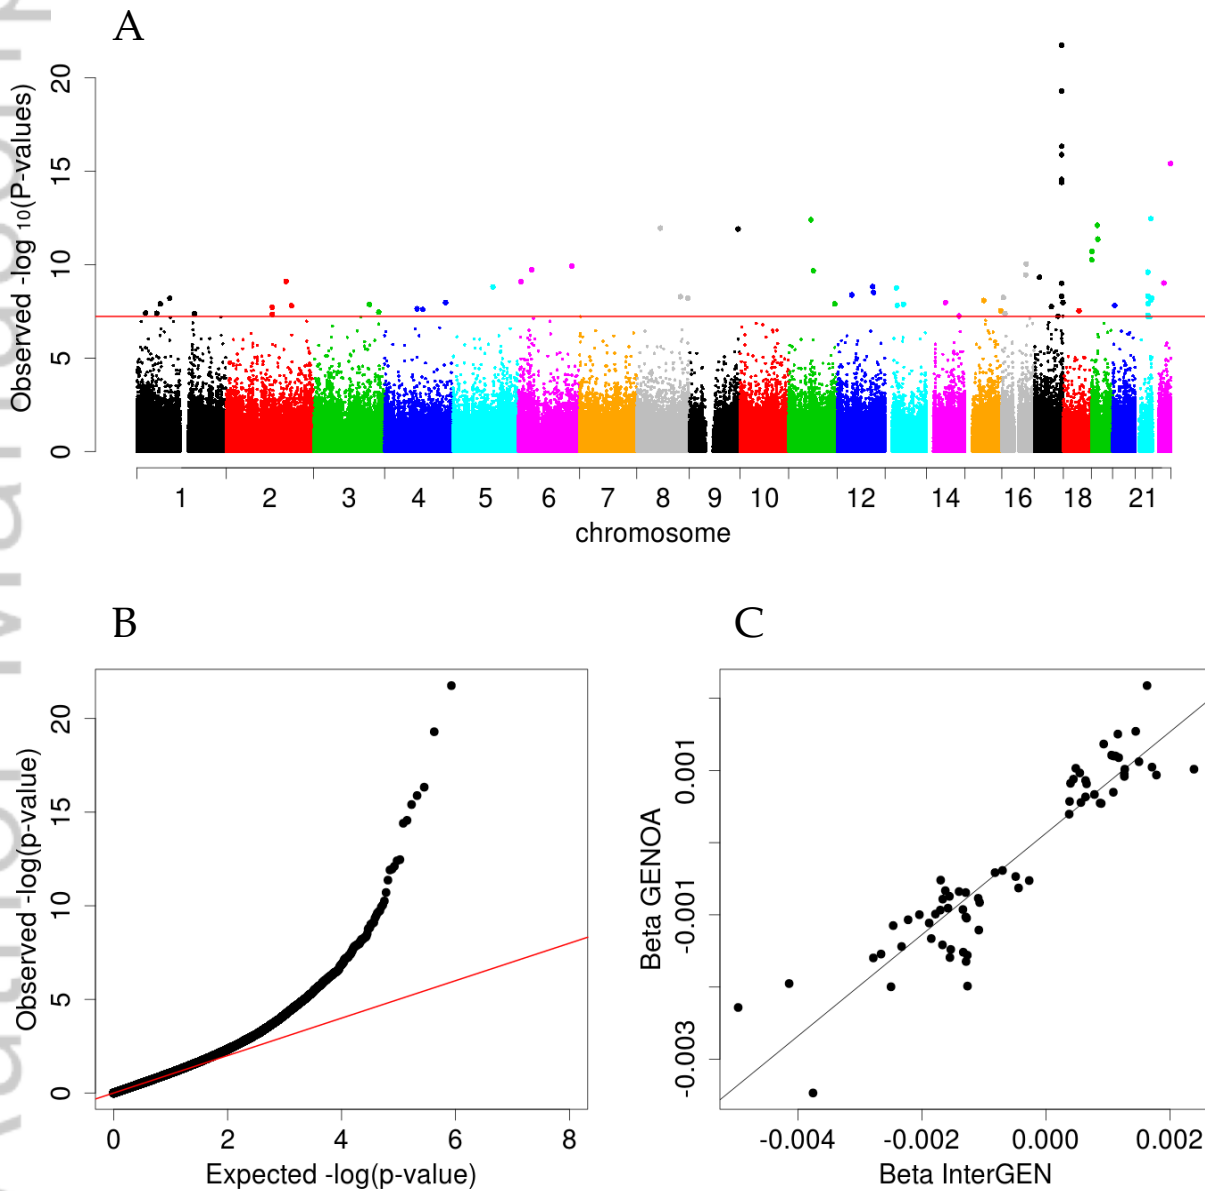 A
Observed -log 10(P-values)
20
15
10
5
0
1 2 3 4 5 6 7 8 9 10 12 14 16 18 21
chromosome
B
Observed -log(p-value)
20
15
10
5
0
0 2 4 6 8
Expected -log(p-value)
C
Beta GENOA
0.001
-0.001
-0.003
-0.004 -0.002 0.000 0.002
Beta InterGEN